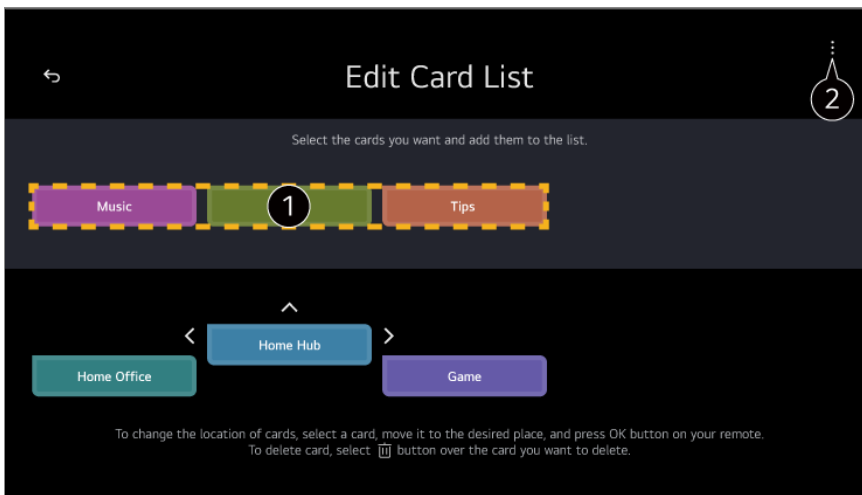 Edit Card List
2
Select the cards you want and add them to the list.
Music
1
Tips
Home Hub
Home Office
Game
To change the location of cards, select a card, move it to the desired place, and press OK button on your remote.
To delete card, select button over the card you want to delete.